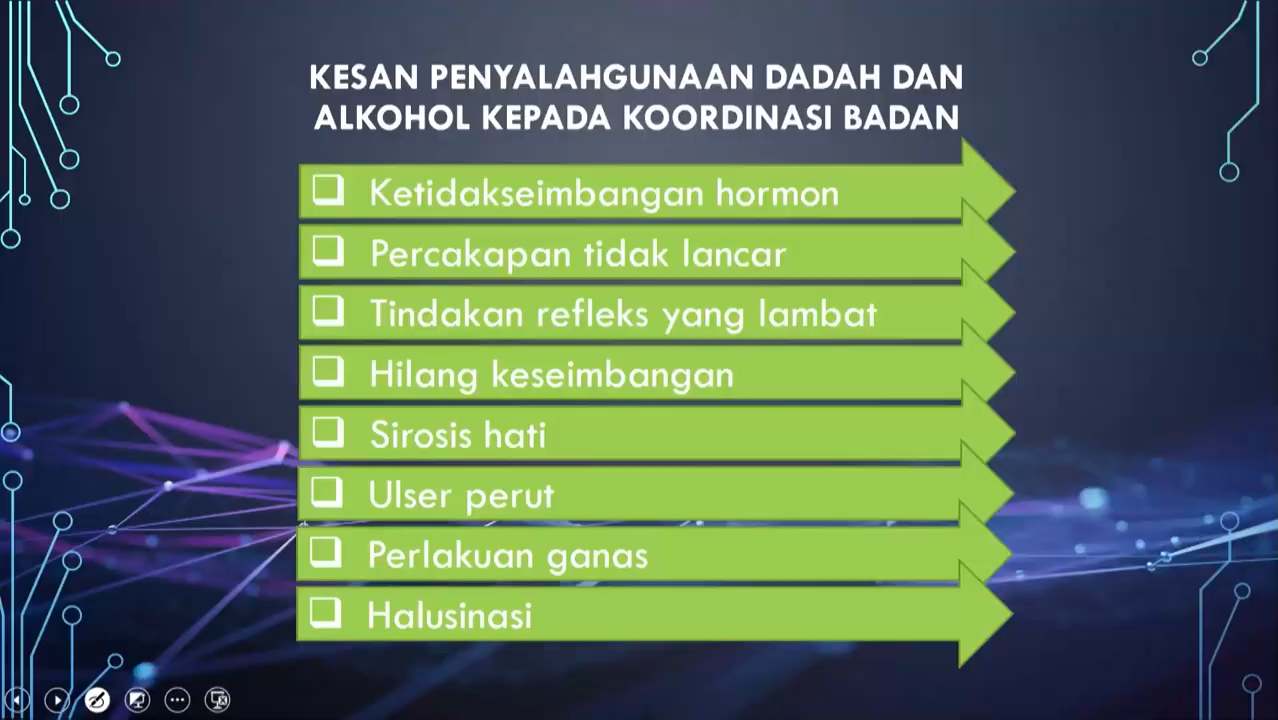 KESAN PENYALAHGUNAAN DADAH DAN
ALKOHOL KEPADA KOORDINASI BADAN
Ketidakseimbangan hormon
Percakapan tidak lancar
Tindakan refleks yang lambat
Hilang keseimbangan
Sirosis hati
Ulser perut
Perlakuan ganas
Halusinasi